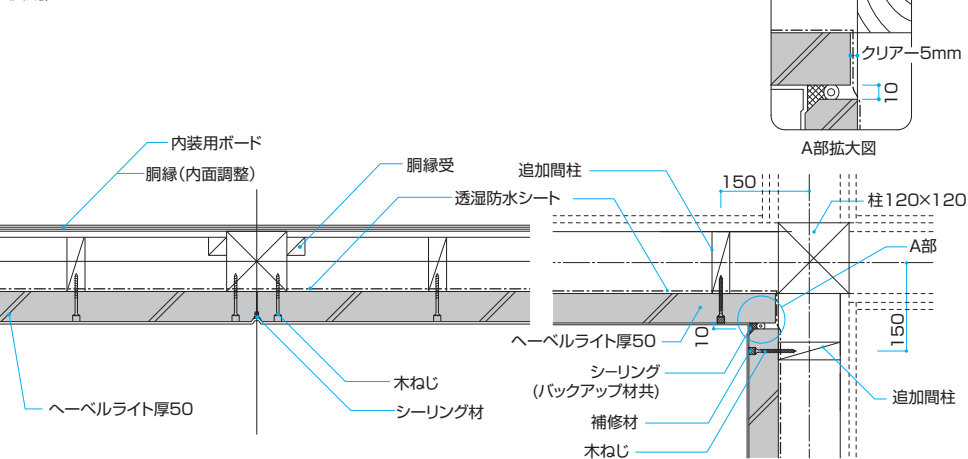 クリアー5mm
10
A部拡大図
内装用ボード
胴縁（内面調整）
胴縁受
透湿防水シート
追加間柱
150
柱120×120
A部
150
ヘーベルライト厚50
10
シーリング
(バックアップ材共)
補修材
木ねじ
追加間柱
木ねじ
シーリング材
ヘーベルライト厚50